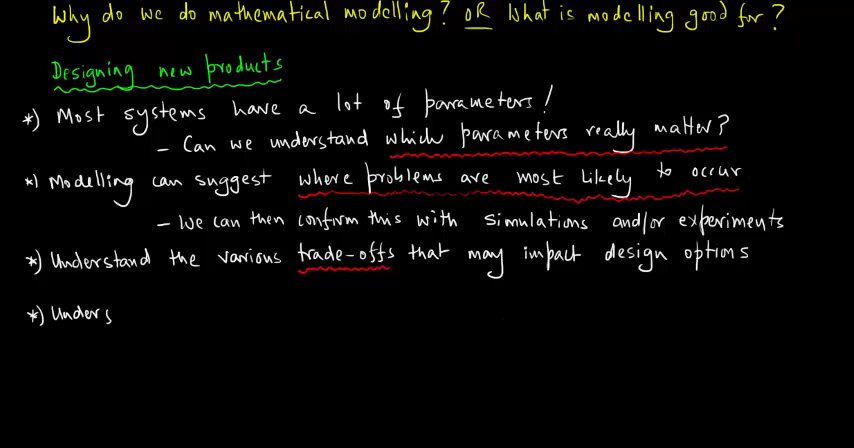 Why do we do mathematical modelling? OR What is modelling good for?
Designing new products
*) Most systems have a lot of parameters!
- Can we understand which parameters really matter?
*) Modelling can suggest where problems are most likely to occur
- We can then confirm this with simulations and/or experiments
*) Understand the various trade-offs that may impact design options
*) Unders